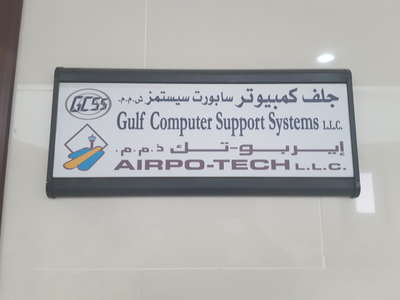 جلف كمبيوتر سابورت سيستمز ش.م.م.
GCSS
Gulf Computer Support Systems L.L.C.
إيربو-تك ذ.م.م.
AIRPO-TECH L.L.C.